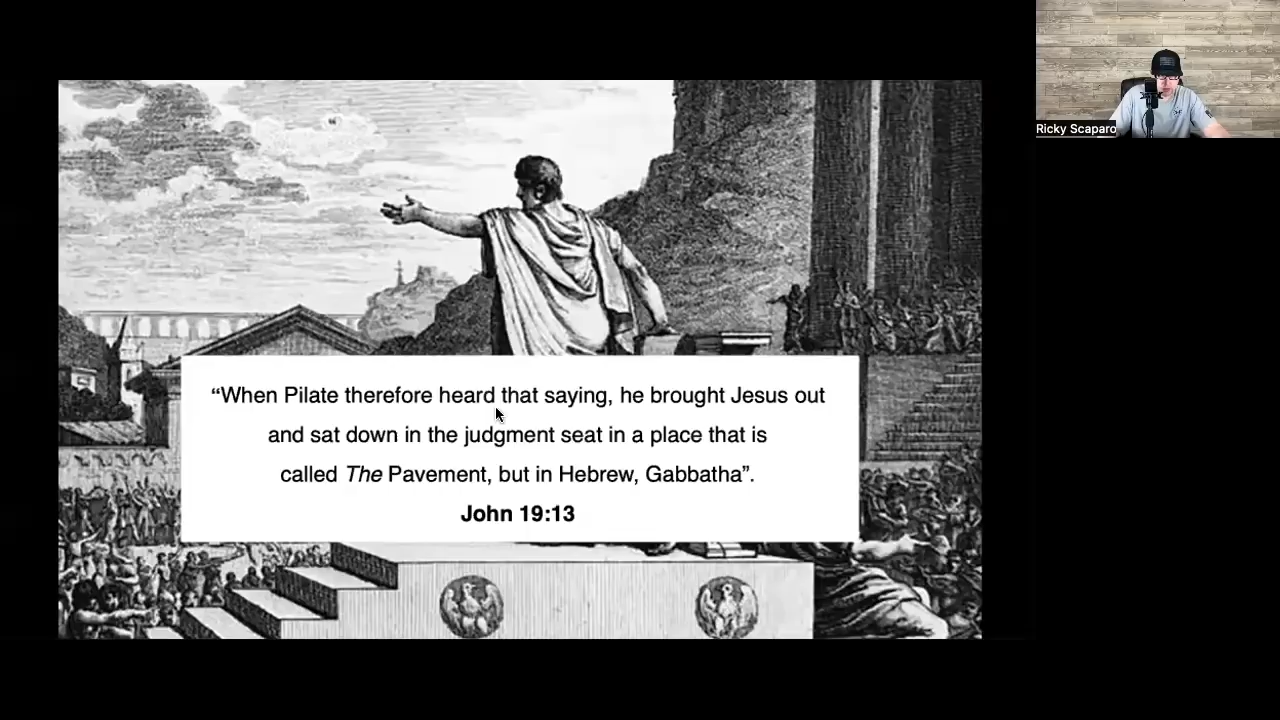 “When Pilate therefore heard that saying, he brought Jesus out
and sat down in the judgment seat in a place that is
called The Pavement, but in Hebrew, Gabbatha”.
John 19:13
Ricky Scaparo